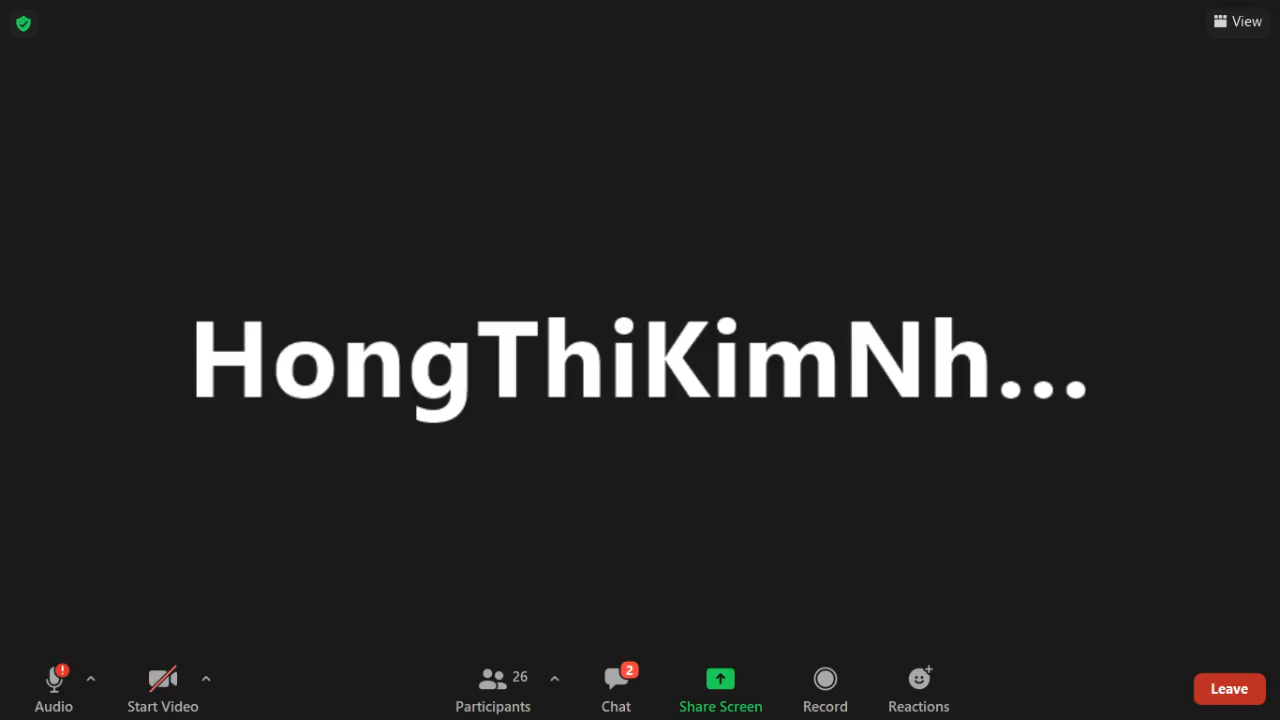 View
HongThiKimNh...
Audio
Start Video
26
Participants
2
Chat
Share Screen
Record
Reactions
Leave